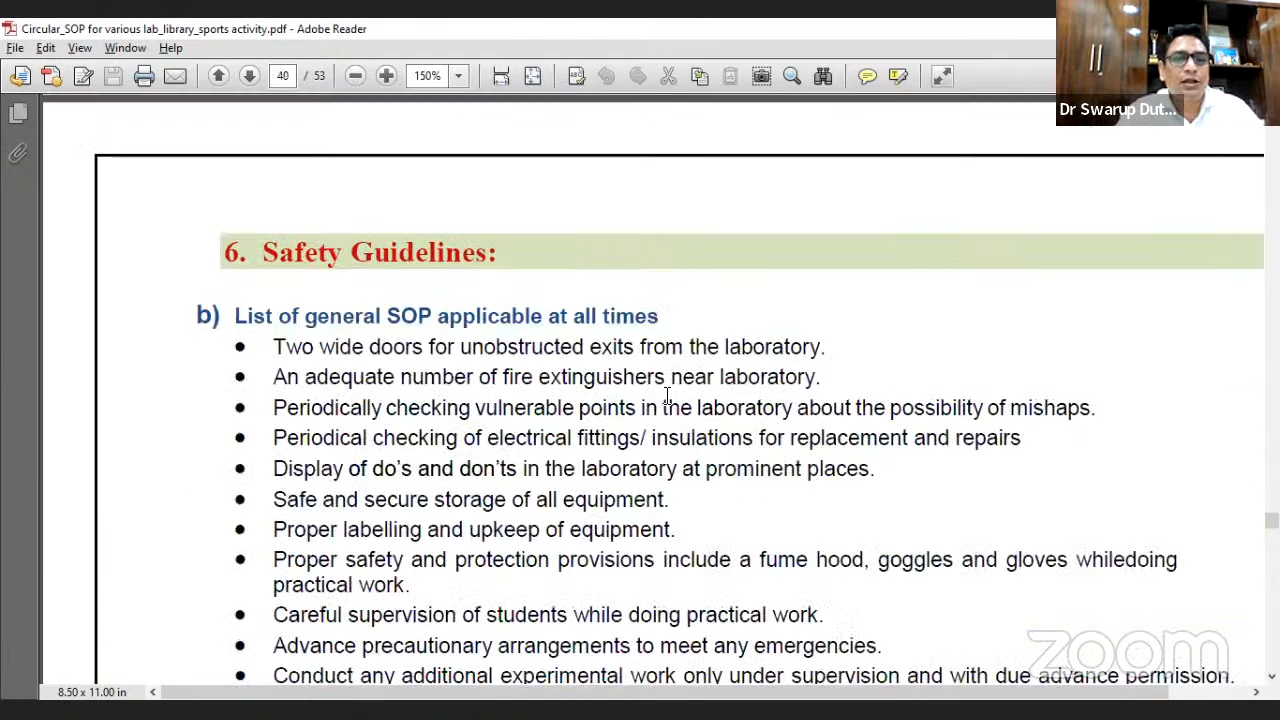 Circular_SOP for various lab_library_sports activity.pdf - Adobe Reader
File Edit View Window Help
40 / 53 150%
Dr Swarup Dut...
6. Safety Guidelines:
b) List of general SOP applicable at all times
• Two wide doors for unobstructed exits from the laboratory.
• An adequate number of fire extinguishers near laboratory.
• Periodically checking vulnerable points in the laboratory about the possibility of mishaps.
• Periodical checking of electrical fittings/ insulations for replacement and repairs
• Display of do's and don'ts in the laboratory at prominent places.
• Safe and secure storage of all equipment.
• Proper labelling and upkeep of equipment.
• Proper safety and protection provisions include a fume hood, goggles and gloves whiledoing
practical work.
• Careful supervision of students while doing practical work.
• Advance precautionary arrangements to meet any emergencies.
• Conduct any additional experimental work only under supervision and with due advance permission.
zoom
8.50 x 11.00 in